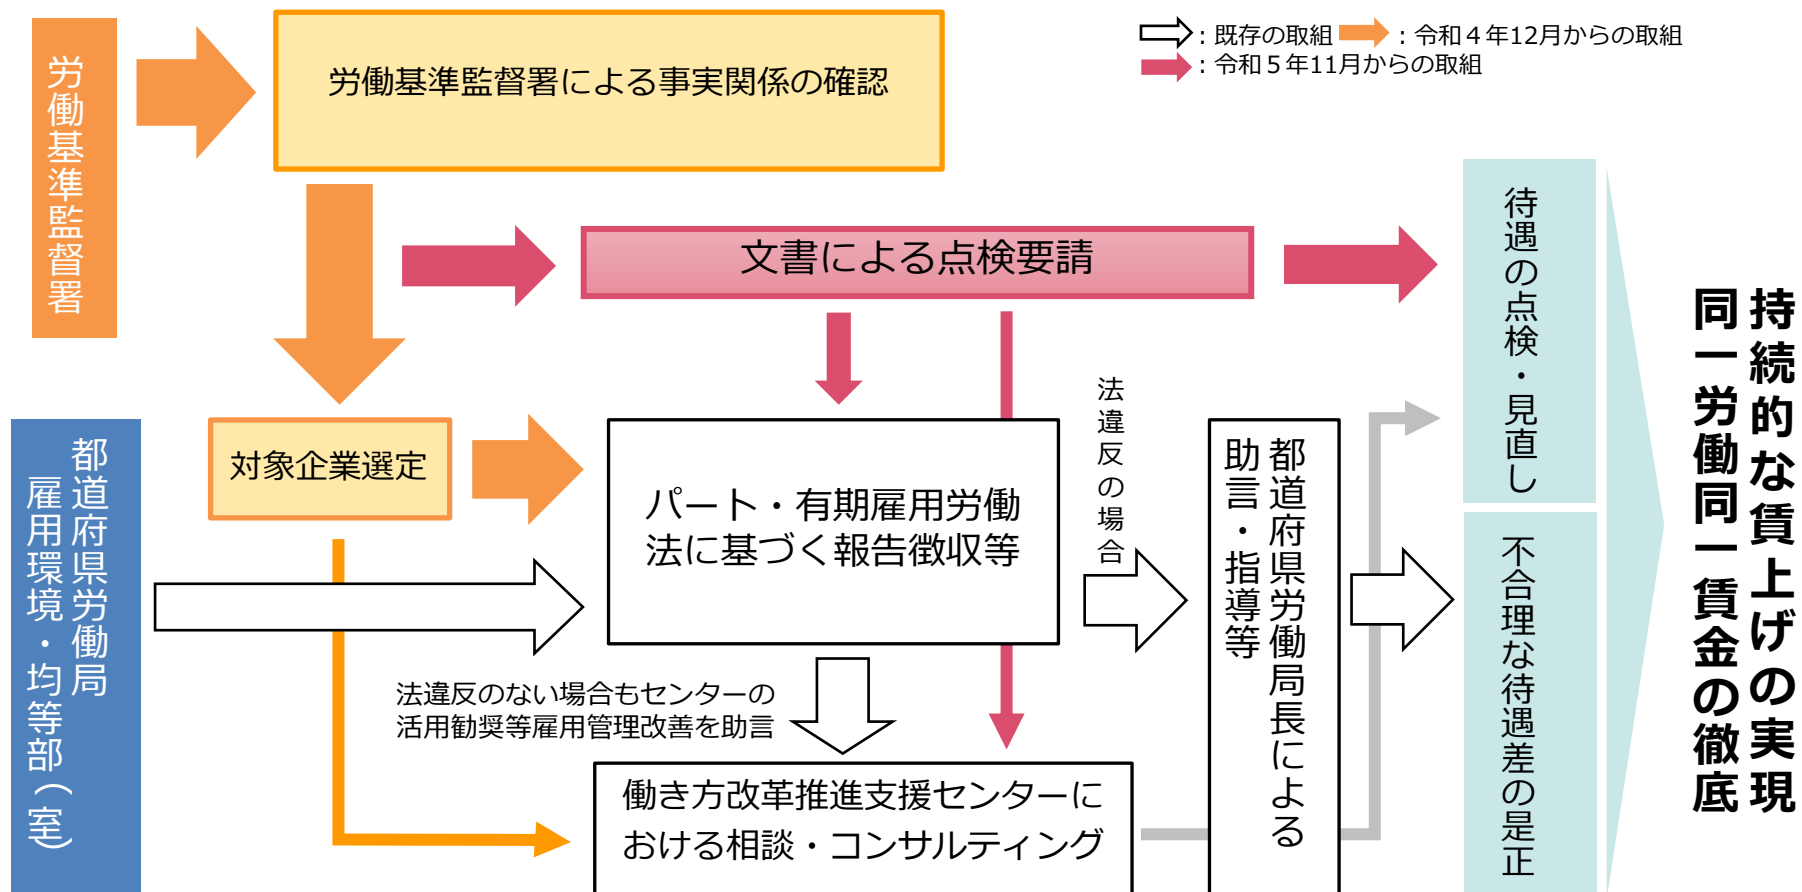 ：既存の取組
：令和４年12月からの取組
：令和５年11月からの取組
労働基準監督署
労働基準監督署による事実関係の確認
文書による点検要請
対象企業選定
都道府県労働局
雇用環境・均等部（室）
パート・有期雇用労働
法に基づく報告徴収等
法違反の場合
都道府県労働局長による
助言・指導等
法違反のない場合もセンターの
活用勧奨等雇用管理改善を助言
働き方改革推進支援センターに
おける相談・コンサルティング
待遇の点検・見直し
不合理な待遇差の是正
持続的な賃上げの実現
同一労働同一賃金の徹底